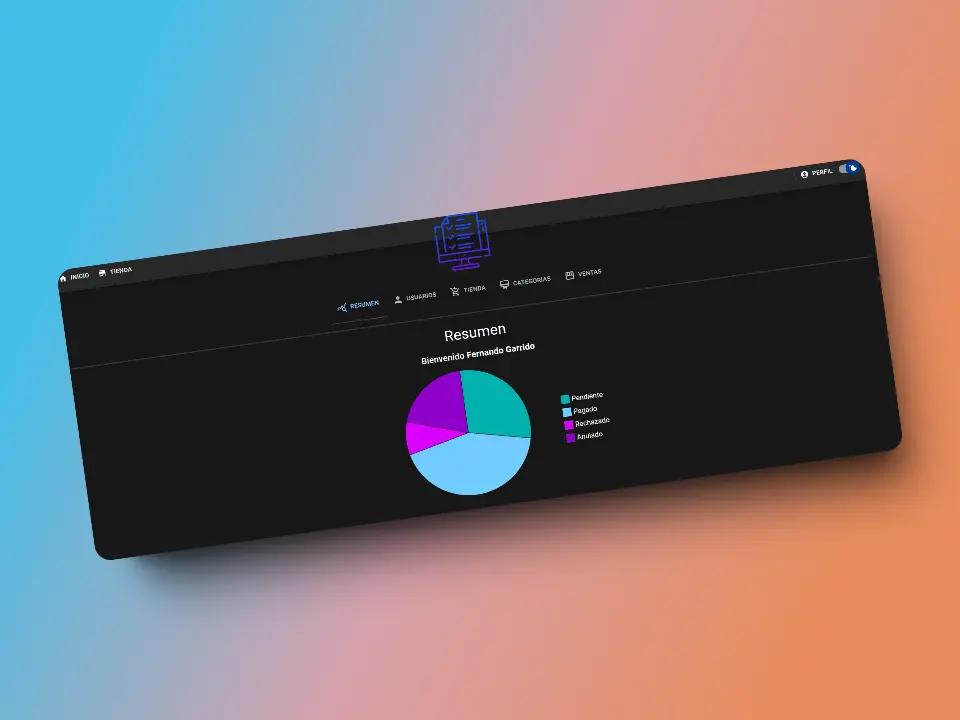 INICIO TIENDA PERFIL
RESUMEN USUARIOS TIENDA CATEGORIAS VENTAS
Resumen
Bienvenido Fernando Garrido
Pendiente
Pagado
Rechazado
Anulado